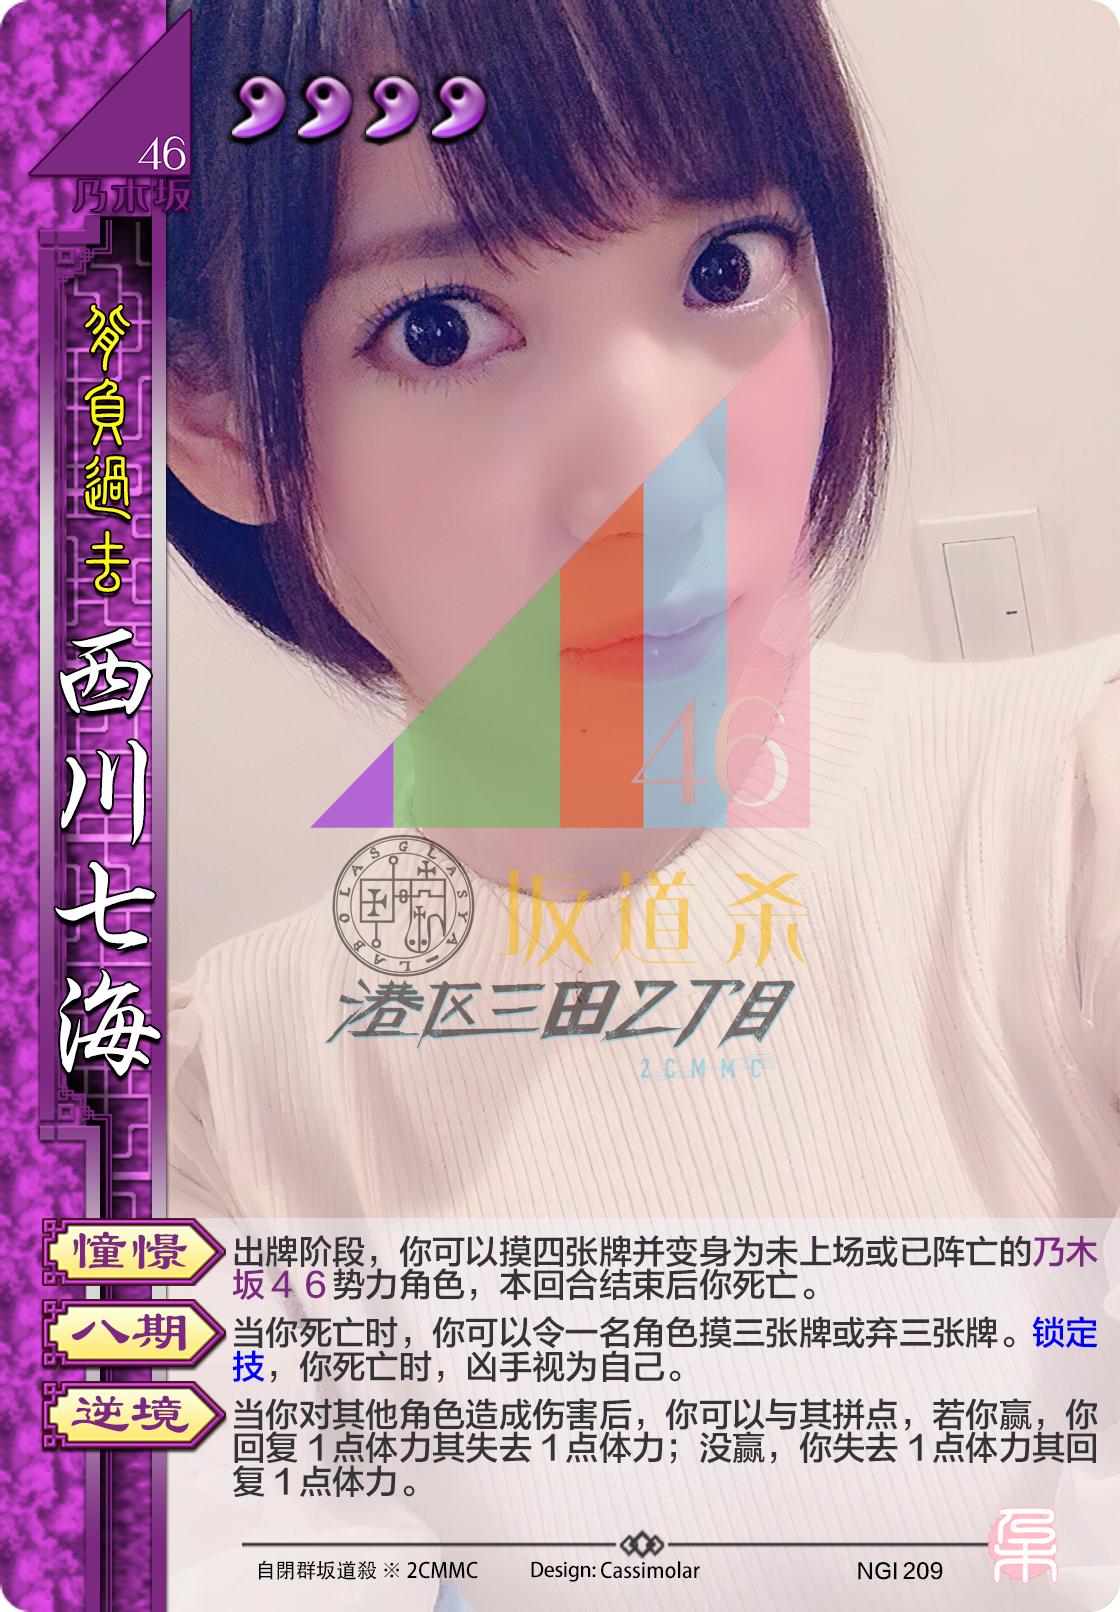 46
乃木坂
背負過去
西川七海
46
GLASYA-LABOLAS
坂道杀
港区三田乙丁目
2CMMC
憧憬
出牌阶段，你可以摸四张牌并变身为未上场或已阵亡的乃木
坂４６势力角色，本回合结束后你死亡。
八期
当你死亡时，你可以令一名角色摸三张牌或弃三张牌。锁定
技，你死亡时，凶手视为自己。
逆境
当你对其他角色造成伤害后，你可以与其拼点，若你赢，你
回复１点体力其失去１点体力；没赢，你失去１点体力其回
复１点体力。
自閉群坂道殺 ※ 2CMMC
Design: Cassimolar
NGI 209